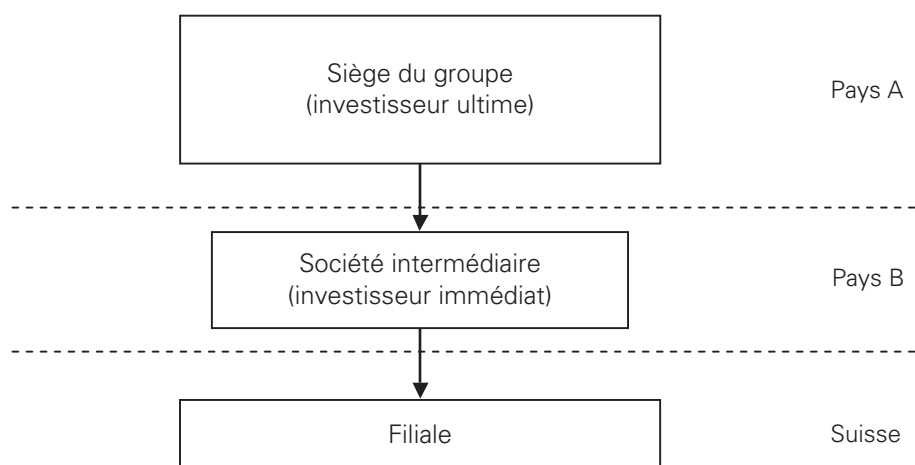 Siège du groupe
(investisseur ultime)
Pays A
Société intermédiaire
(investisseur immédiat)
Pays B
Filiale
Suisse